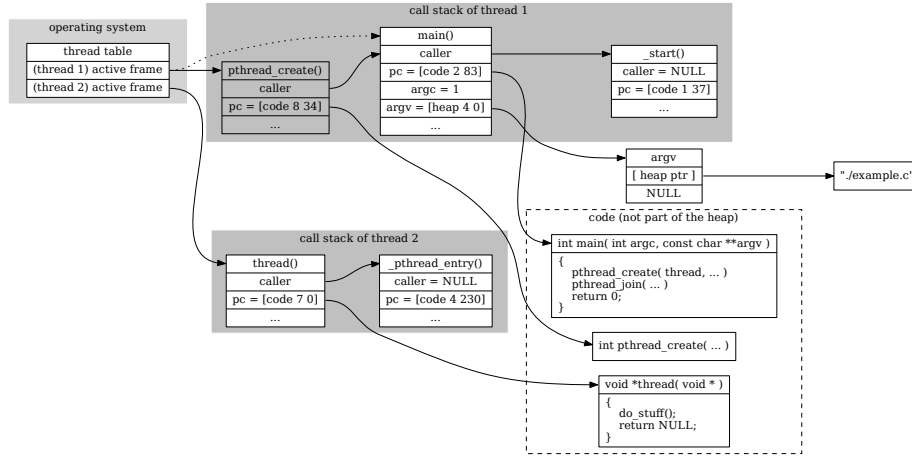 call stack of thread 1
operating system
thread table
(thread 1) active frame
(thread 2) active frame
pthread_create()
caller
pc = [code 8 34]
...
main()
caller
pc = [code 2 83]
argc = 1
argv = [heap 4 0]
...
_start()
caller = NULL
pc = [code 1 37]
...
argv
[ heap ptr ]
NULL
"./example.c"
call stack of thread 2
thread()
caller
pc = [code 7 0]
...
_pthread_entry()
caller = NULL
pc = [code 4 230]
...
code (not part of the heap)
int main( int argc, const char **argv )
{
pthread_create( thread, ... )
pthread_join( ... )
return 0;
}
int pthread_create( ... )
void *thread( void * )
{
do_stuff();
return NULL;
}